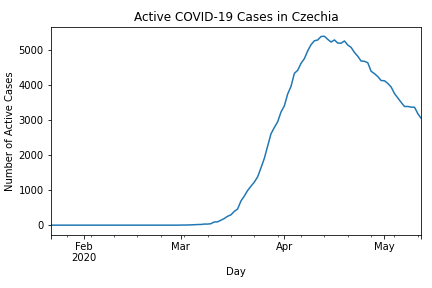 Active COVID-19 Cases in Czechia
Number of Active Cases
5000
4000
3000
2000
1000
0
Feb
2020
Mar
Apr
May
Day